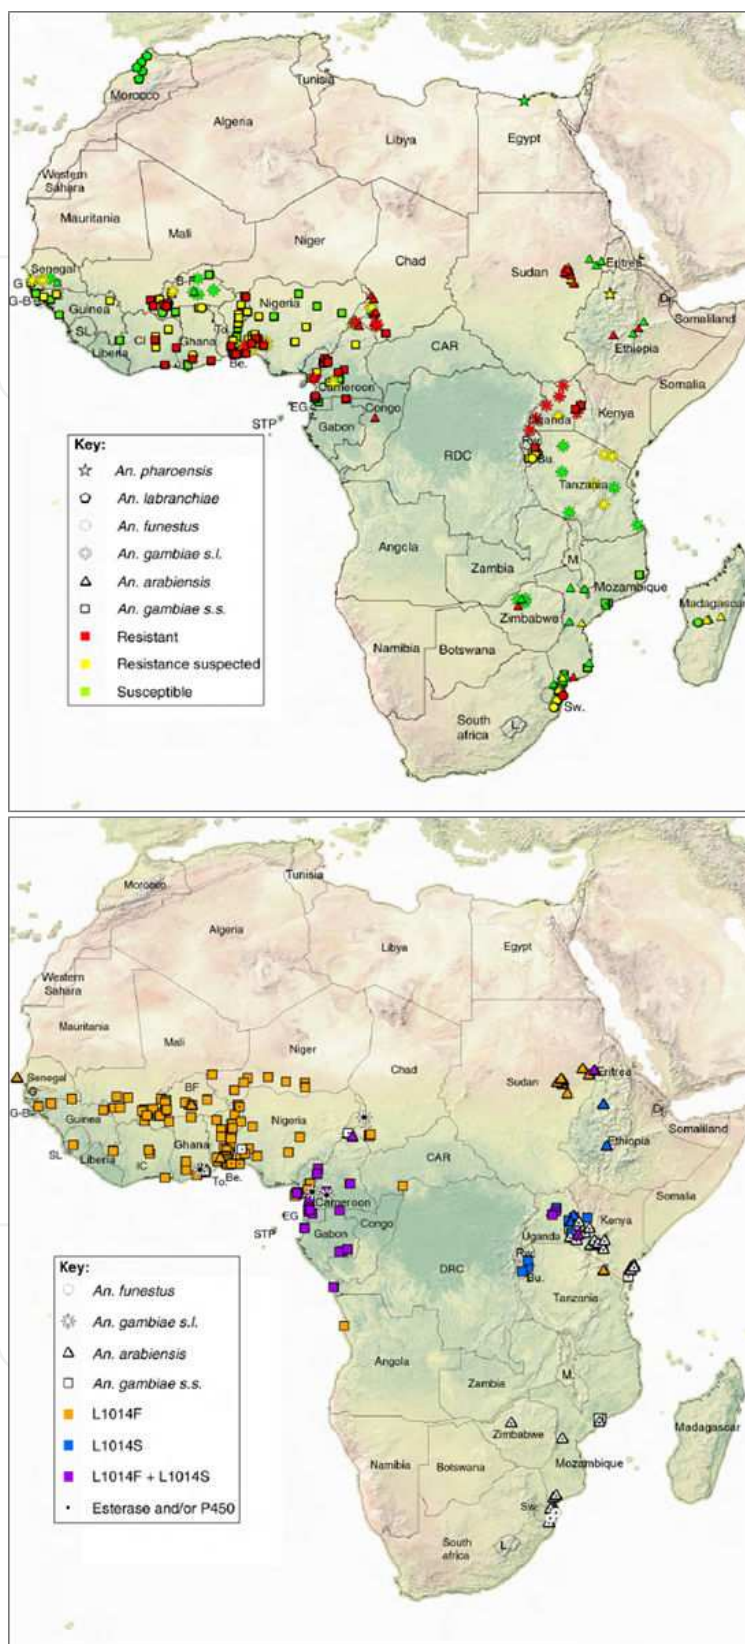 Tunisia
Morocco
Algeria
Libya
Egypt
Western
Sahara
Mauritania
Mali
Niger
Chad
Sudan
Eritrea
Senegal
G
B-F
G-B
Guinea
Nigeria
Dj.
Somaliland
SL
CI
Ghana
To.
Liberia
Be.
CAR
Ethiopia
Somalia
Cameroon
EG
STP
Gabon
Congo
Uganda
Kenya
RDC
Rw.
Bu.
Tanzania
Key:
An. pharoensis
An. labranchiae
An. funestus
An. gambiae s.l.
An. arabiensis
An. gambiae s.s.
Resistant
Resistance suspected
Susceptible
Angola
Zambia
M.
Mozambique
Madagascar
Zimbabwe
Namibia
Botswana
South
africa
L.
Sw.
Tunisia
Morocco
Algeria
Libya
Egypt
Western
Sahara
Mauritania
Mali
Niger
Chad
Sudan
Eritrea
Senegal
G
BF
G-B
Guinea
Nigeria
Dj.
Somaliland
SL
Liberia
IC
Ghana
To.
Be.
Ethiopia
CAR
Somalia
Cameroon
EG
STP
Gabon
Congo
Uganda
Kenya
DRC
Rw.
Bu.
Tanzania
Key:
An. funestus
An. gambiae s.l.
An. arabiensis
An. gambiae s.s.
L1014F
L1014S
L1014F + L1014S
Esterase and/or P450
Angola
Zambia
M.
Madagascar
Zimbabwe
Mozambique
Namibia
Botswana
Sw.
South
africa
L.